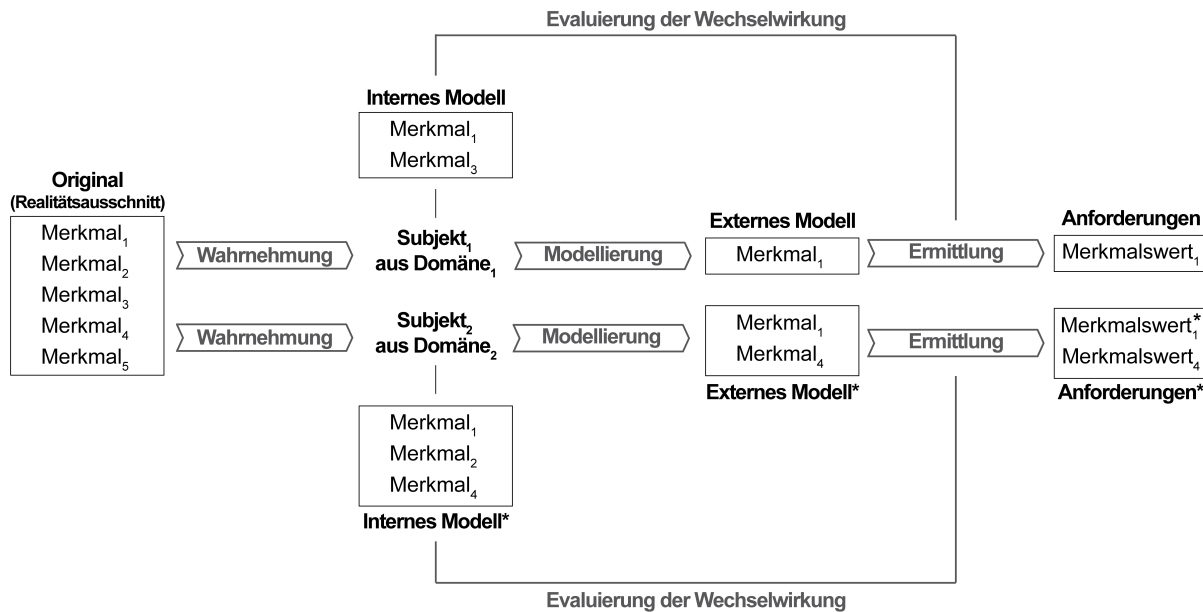 Evaluierung der Wechselwirkung
Internes Modell
Merkmal₁
Merkmal₃
Original
(Realitätsausschnitt)
Merkmal₁
Merkmal₂
Merkmal₃
Merkmal₄
Merkmal₅
Wahrnehmung
Subjekt₁
aus Domäne₁
Modellierung
Externes Modell
Merkmal₁
Ermittlung
Anforderungen
Merkmalswert₁
Wahrnehmung
Subjekt₂
aus Domäne₂
Modellierung
Merkmal₁
Merkmal₄
Externes Modell*
Ermittlung
Merkmalswert₁*
Merkmalswert₄
Anforderungen*
Merkmal₁
Merkmal₂
Merkmal₄
Internes Modell*
Evaluierung der Wechselwirkung